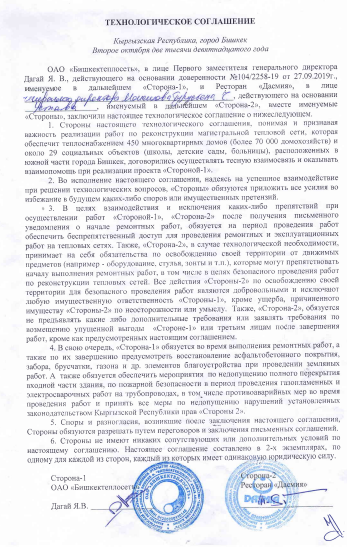 ТЕХНОЛОГИЧЕСКОЕ СОГЛАШЕНИЕ
Кыргызская Республика, город Бишкек
Второе октября две тысячи девятнадцатого года
ОАО «Бишкектеплосеть», в лице Первого заместителя генерального директора
Дагай Я. В., действующего на основании доверенности №104/2258-19 от 27.09.2019г.,
именуемое в дальнейшем «Сторона-1», и Ресторан «Дасмия», в лице
действующего на основании
именуемый в дальнейшем «Сторона-2», вместе именуемые
«Стороны», заключили настоящее технологическое соглашение о нижеследующем.
1. Стороны настоящего технологического соглашения, понимая и признавая
важность реализации работ по реконструкции магистральной тепловой сети, которая
обеспечит теплоснабжением 450 многоквартирных домов (более 70 000 домохозяйств) и
около 29 социальных объектов (школы, детские сады, больницы), расположенных в
южной части города Бишкек, договорились осуществлять тесную взаимосвязь и оказывать
взаимопомощь при реализации проекта «Стороной-1».
2. Во исполнение настоящего соглашения, надеясь на успешное взаимодействие
при решении технологических вопросов, «Стороны» обязуются приложить все усилия во
избежание в будущем каких-либо споров или имущественных претензий.
3. В целях взаимодействия и исключения каких-либо препятствий при
осуществлении работ «Стороной-1», «Сторона-2» после получения письменного
уведомления о начале ремонтных работ, обязуется на период проведения работ
обеспечить беспрепятственный доступ для проведения ремонтных и эксплуатационных
работ на тепловых сетях. Также, «Сторона-2», в случае технологической необходимости,
принимает на себя обязательства по освобождению своей территории от движимых
предметов (например - оборудование, стулья, зонты и т.п.), которые могут препятствовать
началу выполнения ремонтных работ, в том числе в целях безопасного проведения работ
по реконструкции тепловых сетей. Все действия «Стороны-2» по освобождению своей
территории для безопасного проведения работ являются добровольными и исключают
любую имущественную ответственность «Стороны-1», кроме ущерба, причиненного
имуществу «Стороны-2» по неосторожности или умыслу. Также, «Сторона-2», обязуется
не предъявлять какие либо дополнительные требования или заявлять требования по
возмещению упущенной выгоды «Стороне-1» или третьим лицам после завершения
работ, кроме как предусмотренных настоящим соглашением.
4. В свою очередь, «Сторона-1» обязуется во время выполнения ремонтных работ, а
также по их завершению предусмотреть восстановление асфальтобетонного покрытия,
забора, брусчатки, газона и др. элементов благоустройства при проведении земляных
работ. А также обязуется обеспечить мероприятия по недопущению полного перекрытия
входной части здания, по пожарной безопасности в период проведения газопламенных и
электросварочных работ на трубопроводах, в том числе противоаварийных мер во время
проведения работ и принять все меры по недопущению нарушений установленных
законодательством Кыргызской Республики прав «Стороны 2».
5. Споры и разногласия, возникшие после заключения настоящего соглашения,
Стороны обязуются разрешать путем переговоров и заключения письменных соглашений.
6. Стороны не имеют никаких сопутствующих или дополнительных условий по
настоящему соглашению. Настоящее соглашение составлено в 2-х экземплярах, по
одному для каждой из сторон, каждый из которых имеет одинаковую юридическую силу.
Сторона-1
ОАО «Бишкектеплосеть»
Дагай Я.В.
Сторона-2
Ресторан «Дасмия»